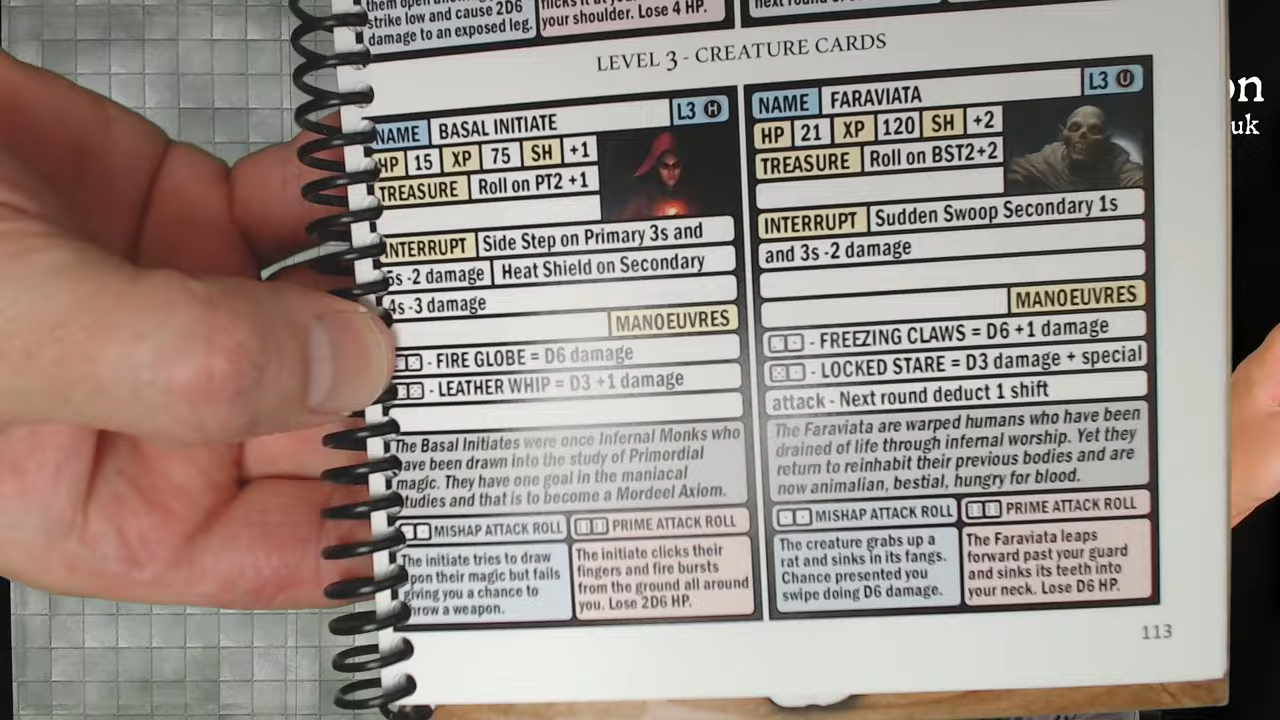 them open
strike low and cause 2D6
damage to an exposed leg.
your shoulder. Lose 4 HP.
LEVEL 3 - CREATURE CARDS
NAME BASAL INITIATE L3 H
HP 15 XP 75 SH +1
TREASURE Roll on PT2 +1
INTERRUPT Side Step on Primary 3s and
5s -2 damage Heat Shield on Secondary
4s -3 damage
MANOEUVRES
- FIRE GLOBE = D6 damage
- LEATHER WHIP = D3 +1 damage
The Basal Initiates were once Infernal Monks who
have been drawn into the study of Primordial
magic. They have one goal in the maniacal
studies and that is to become a Mordeel Axiom.
MISHAP ATTACK ROLL
The initiate tries to draw
upon their magic but fails
giving you a chance to
throw a weapon.
PRIME ATTACK ROLL
The initiate clicks their
fingers and fire bursts
from the ground all around
you. Lose 2D6 HP.
NAME FARAVIATA L3 U
HP 21 XP 120 SH +2
TREASURE Roll on BST2+2
INTERRUPT Sudden Swoop Secondary 1s
and 3s -2 damage
MANOEUVRES
- FREEZING CLAWS = D6 +1 damage
- LOCKED STARE = D3 damage + special
attack - Next round deduct 1 shift
The Faraviata are warped humans who have been
drained of life through infernal worship. Yet they
return to reinhabit their previous bodies and are
now animalian, bestial, hungry for blood.
MISHAP ATTACK ROLL
The creature grabs up a
rat and sinks in its fangs.
Chance presented you
swipe doing D6 damage.
PRIME ATTACK ROLL
The Faraviata leaps
forward past your guard
and sinks its teeth into
your neck. Lose D6 HP.
113
on
uk